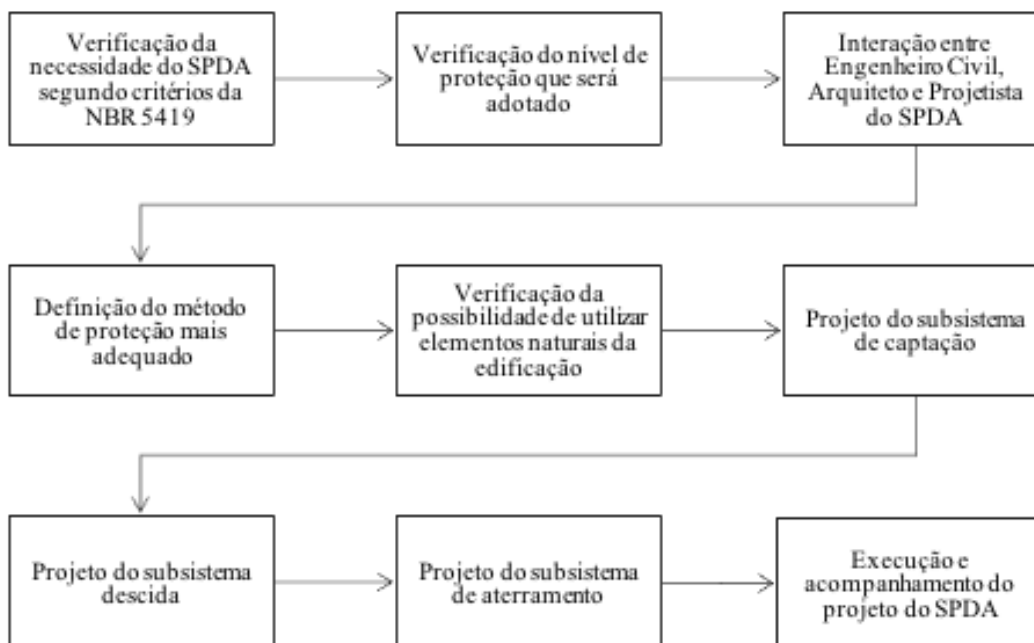 Verificação da
necessidade do SPDA
segundo critérios da
NBR 5419
Verificação do nível de
proteção que será
adotado
Interação entre
Engenheiro Civil,
Arquiteto e Projetista
do SPDA
Definição do método
de proteção mais
adequado
Verificação da
possibilidade de utilizar
elementos naturais da
edificação
Projeto do subsistema
de captação
Projeto do subsistema
descida
Projeto do subsistema
de aterramento
Execução e
acompanhamento do
projeto do SPDA